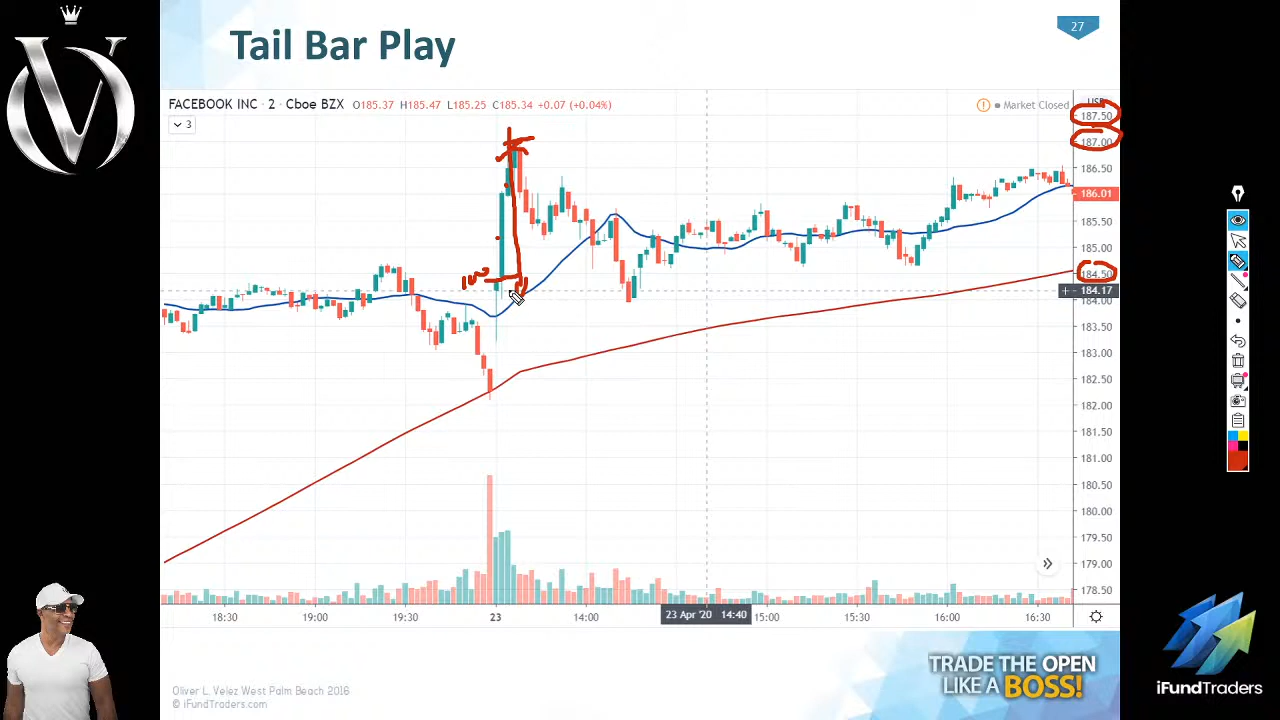 OV
Tail Bar Play
27
FACEBOOK INC · 2 · Cboe BZX O185.37 H185.47 L185.25 C185.34 +0.07 (+0.04%)
Market Closed
3
187.50
187.00
186.50
186.01
185.50
185.00
184.50
184.17
184.00
183.50
183.00
182.50
182.00
181.50
181.00
180.50
180.00
179.50
179.00
178.50
18:30 19:00 19:30 23 14:00 23 Apr '20 14:40 15:00 15:30 16:00 16:30
TRADE THE OPEN
LIKE A BOSS!
Oliver L. Velez West Palm Beach 2016
© iFundTraders.com
iFundTraders